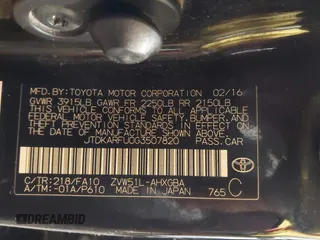 MFD.BY: TOYOTA MOTOR CORPORATION 02/16
GVWR 3915LB GAWR FR 2250LB RR 2150LB
THIS VEHICLE CONFORMS TO ALL APPLICABLE
FEDERAL MOTOR VEHICLE SAFETY, BUMPER, AND
THEFT PREVENTION STANDARDS IN EFFECT ON THE
DATE OF MANUFACTURE SHOWN ABOVE.
JTDKARFU0G3507820 PASS.CAR
C/TR:218/FA10 ZVW51L-AHXGBA
A/TM:-01A/P610 MADE IN JAPAN 765 C
TOYOTA
DREAMBID